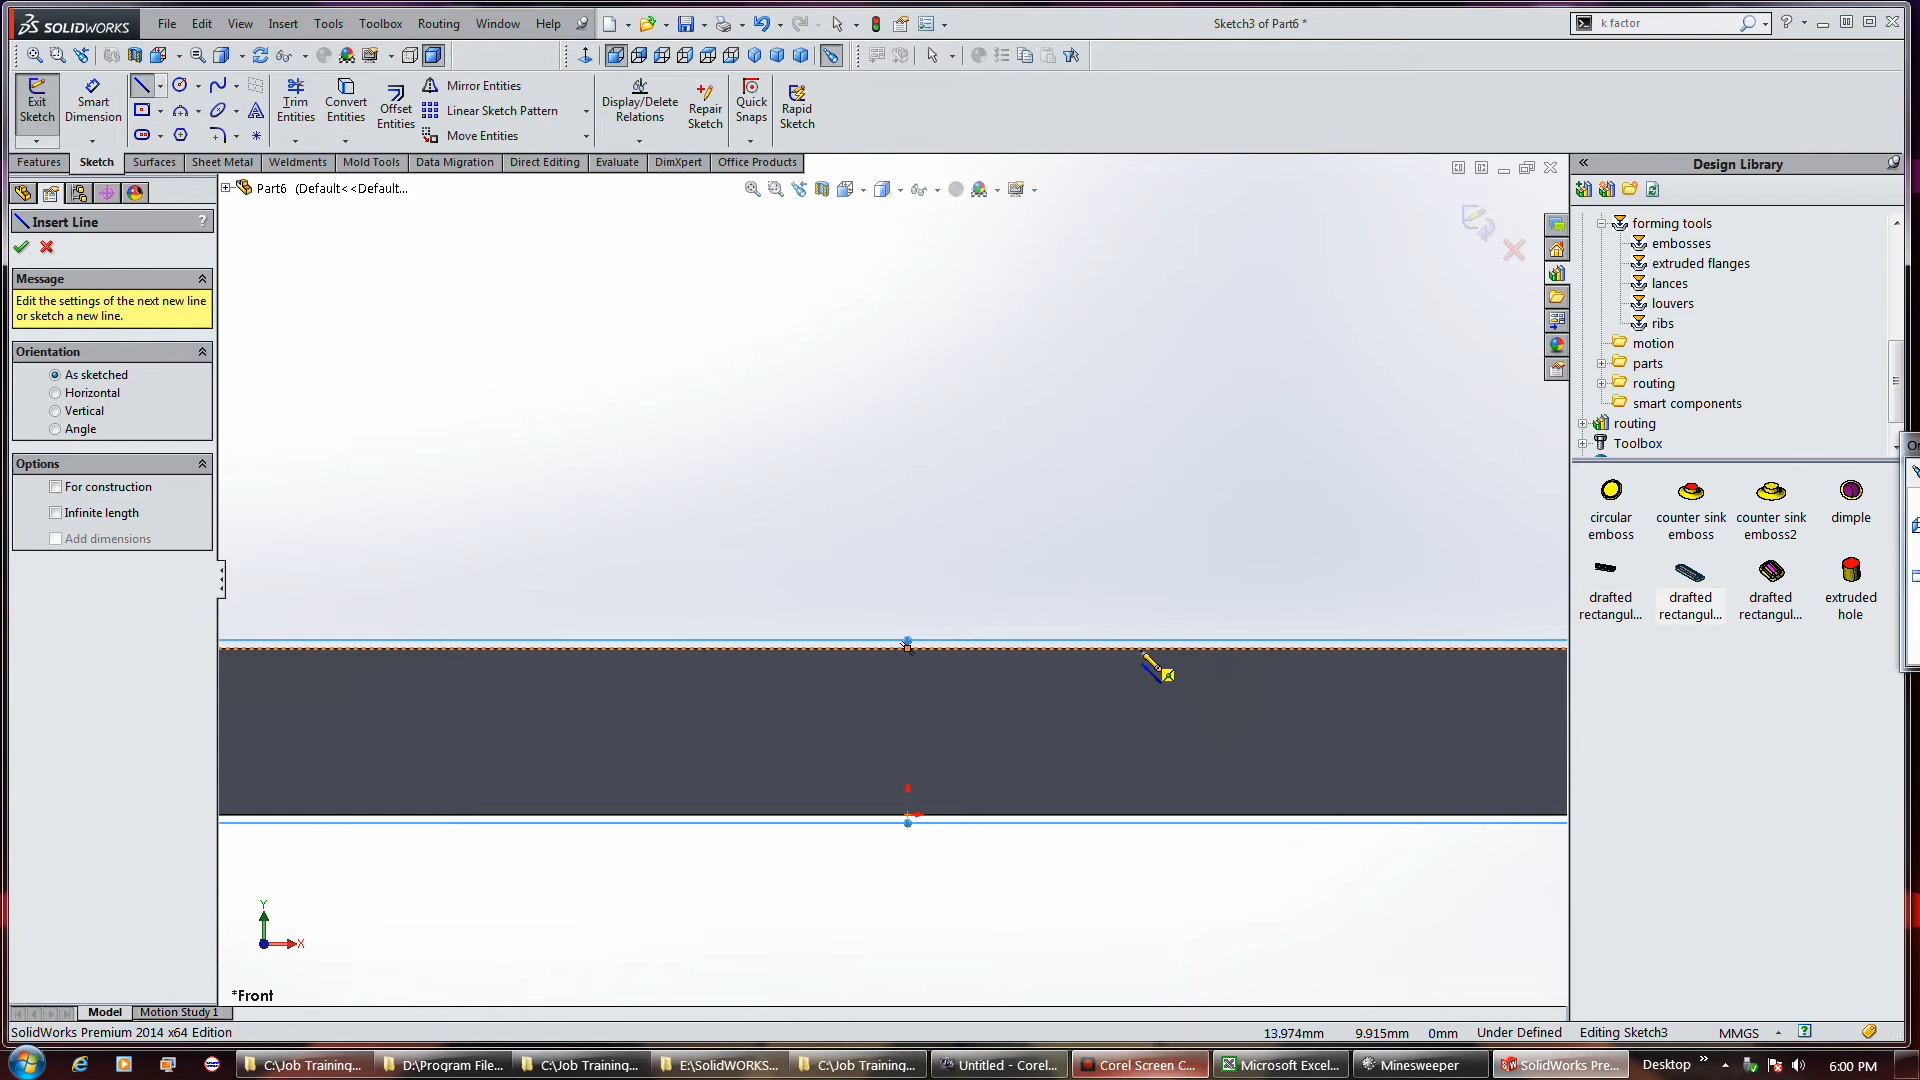 SOLIDWORKS File Edit View Insert Tools Toolbox Routing Window Help Sketch3 of Part6 * k factor
Exit Sketch
Smart Dimension
Trim Entities
Convert Entities
Offset Entities
Mirror Entities
Linear Sketch Pattern
Move Entities
Display/Delete Relations
Repair Sketch
Quick Snaps
Rapid Sketch
Features Sketch Surfaces Sheet Metal Weldments Mold Tools Data Migration Direct Editing Evaluate DimXpert Office Products
Design Library
Part6 (Default<<Default...
Insert Line ?
Message
Edit the settings of the next new line
or sketch a new line.
Orientation
As sketched
Horizontal
Vertical
Angle
Options
For construction
Infinite length
Add dimensions
forming tools
embosses
extruded flanges
lances
louvers
ribs
motion
parts
routing
smart components
routing
Toolbox
circular emboss
counter sink emboss
counter sink emboss2
dimple
drafted rectangul...
drafted rectangul...
drafted rectangul...
extruded hole
Y
X
*Front
Model Motion Study 1
SolidWorks Premium 2014 x64 Edition 13.974mm 9.915mm 0mm Under Defined Editing Sketch3 MMGS
C:\Job Training... D:\Program File... C:\Job Training... E:\SolidWORKS... C:\Job Training... Untitled - Corel... Corel Screen C... Microsoft Excel... Minesweeper SolidWorks Pre... Desktop » 6:00 PM